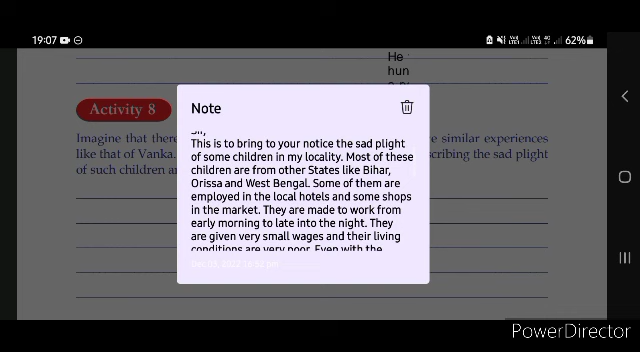 19:07 62%
He
hun
Activity 8
Note
Imagine that there e similar experiences
like that of Vanka. scribing the sad plight
of such children a
Sir,
This is to bring to your notice the sad plight
of some children in my locality. Most of these
children are from other States like Bihar,
Orissa and West Bengal. Some of them are
employed in the local hotels and some shops
in the market. They are made to work from
early morning to late into the night. They
are given very small wages and their living
conditions are very poor. Even with the
PowerDirector